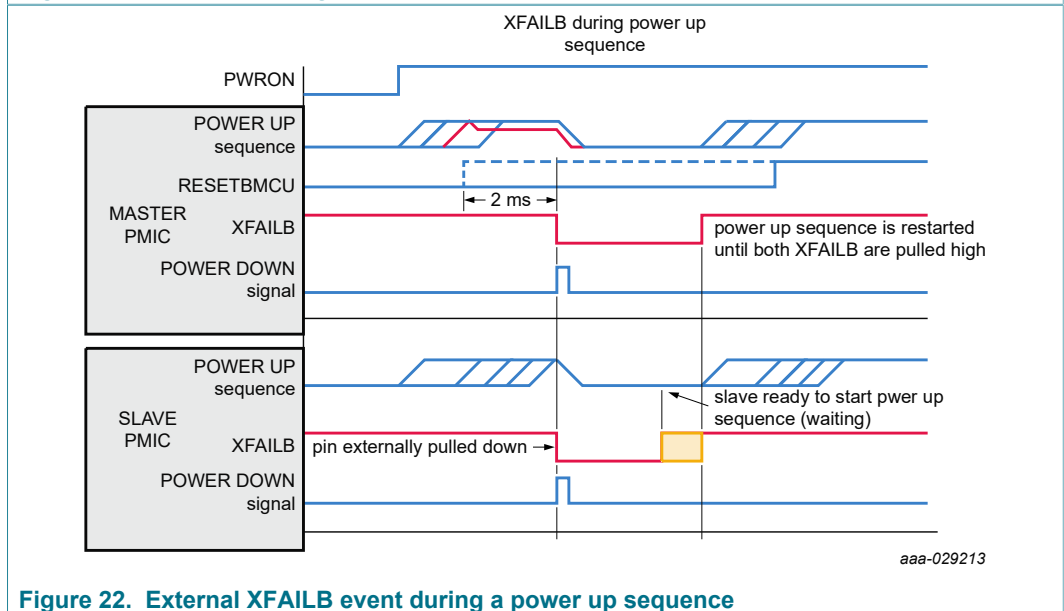 XFAILB during power up
sequence
PWRON
POWER UP
sequence
RESETBMCU
2 ms
MASTER
PMIC
XFAILB
power up sequence is restarted
until both XFAILB are pulled high
POWER DOWN
signal
POWER UP
sequence
slave ready to start pwer up
sequence (waiting)
SLAVE
PMIC
XFAILB
pin externally pulled down
POWER DOWN
signal
aaa-029213
Figure 22. External XFAILB event during a power up sequence